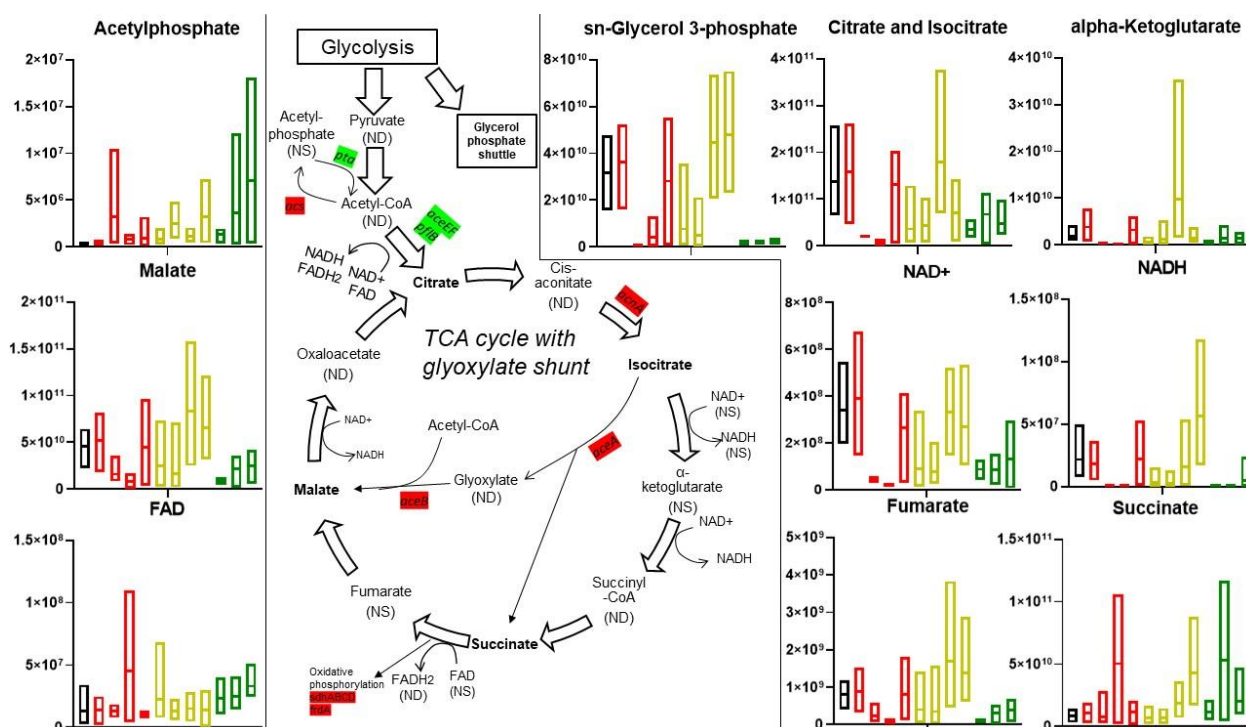 Acetylphosphate
2×10⁷
1.5×10⁷
1×10⁷
5×10⁶
0
Malate
2×10¹¹
1.5×10¹¹
1×10¹¹
5×10¹⁰
0
FAD
1×10⁸
5×10⁷
0
Glycolysis
Acetyl-
phosphate
(NS)
Pyruvate
(ND)
Glycerol
phosphate
shuttle
pta
acs
Acetyl-CoA
(ND)
aceEF
pflB
NADH
FADH2
NAD+
FAD
Citrate
Cis-
aconitate
(ND)
acnA
TCA cycle with
glyoxylate shunt
Oxaloacetate
(ND)
Isocitrate
NAD+
NADH
Acetyl-CoA
aceA
NAD+
(NS)
NADH
(NS)
Malate
aceB
Glyoxylate
(ND)
α-
ketoglutarate
(NS)
NAD+
NADH
Fumarate
(NS)
Succinyl
-CoA
(ND)
Succinate
Oxidative
phosphorylation
sdhABCD
frdA
FADH2
(ND)
FAD
(NS)
sn-Glycerol 3-phosphate
8×10¹⁰
6×10¹⁰
4×10¹⁰
2×10¹⁰
0
Citrate and Isocitrate
4×10¹¹
3×10¹¹
2×10¹¹
1×10¹¹
0
alpha-Ketoglutarate
4×10¹⁰
3×10¹⁰
2×10¹⁰
1×10¹⁰
0
NAD+
8×10⁸
6×10⁸
4×10⁸
2×10⁸
0
NADH
1.5×10⁸
1×10⁸
5×10⁷
0
Fumarate
5×10⁹
4×10⁹
3×10⁹
2×10⁹
1×10⁹
0
Succinate
1.5×10¹¹
1×10¹¹
5×10¹⁰
0